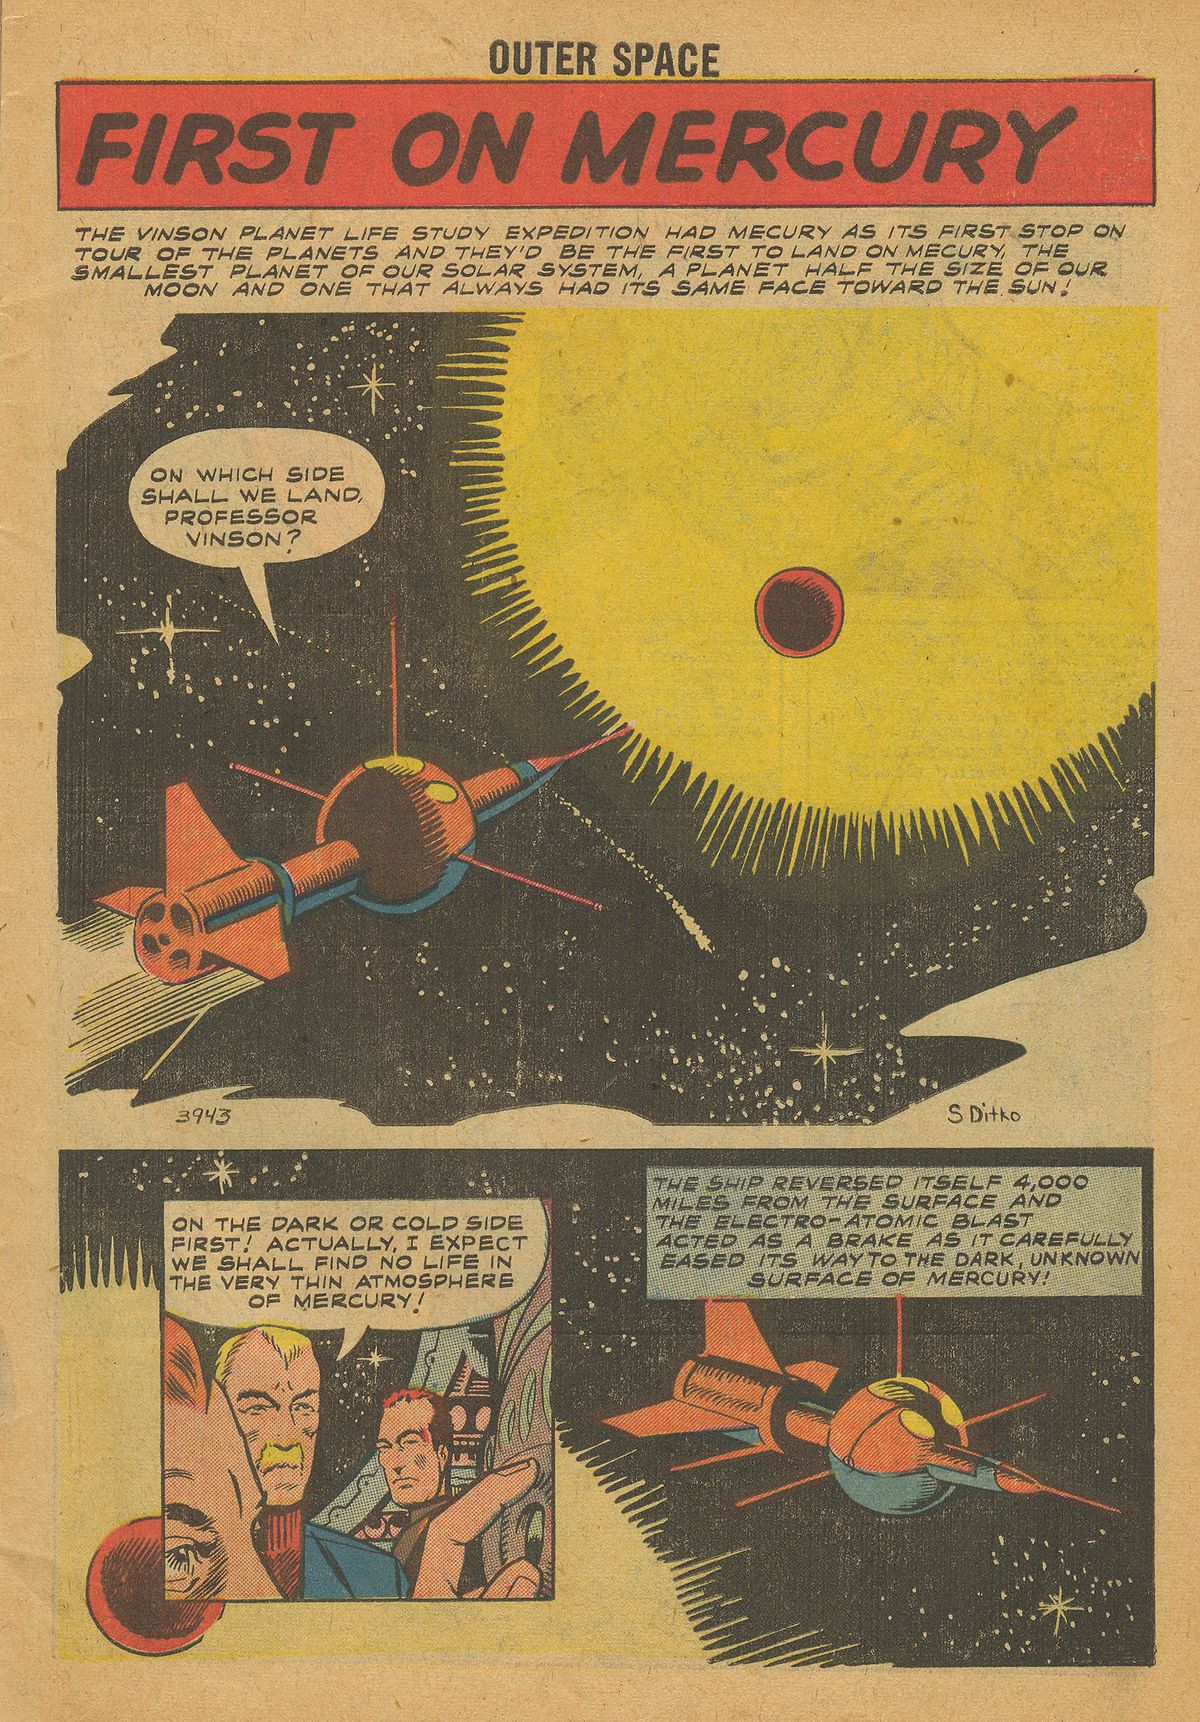 OUTER SPACE
FIRST ON MERCURY
THE VINSON PLANET LIFE STUDY EXPEDITION HAD MECURY AS ITS FIRST STOP ON
TOUR OF THE PLANETS AND THEY'D BE THE FIRST TO LAND ON MECURY, THE
SMALLEST PLANET OF OUR SOLAR SYSTEM, A PLANET HALF THE SIZE OF OUR
MOON AND ONE THAT ALWAYS HAD ITS SAME FACE TOWARD THE SUN!
ON WHICH SIDE
SHALL WE LAND,
PROFESSOR
VINSON?
3943
S Ditko
ON THE DARK OR COLD SIDE
FIRST! ACTUALLY, I EXPECT
WE SHALL FIND NO LIFE IN
THE VERY THIN ATMOSPHERE
OF MERCURY!
THE SHIP REVERSED ITSELF 4,000
MILES FROM THE SURFACE AND
THE ELECTRO-ATOMIC BLAST
ACTED AS A BRAKE AS IT CAREFULLY
EASED ITS WAY TO THE DARK, UNKNOWN
SURFACE OF MERCURY!